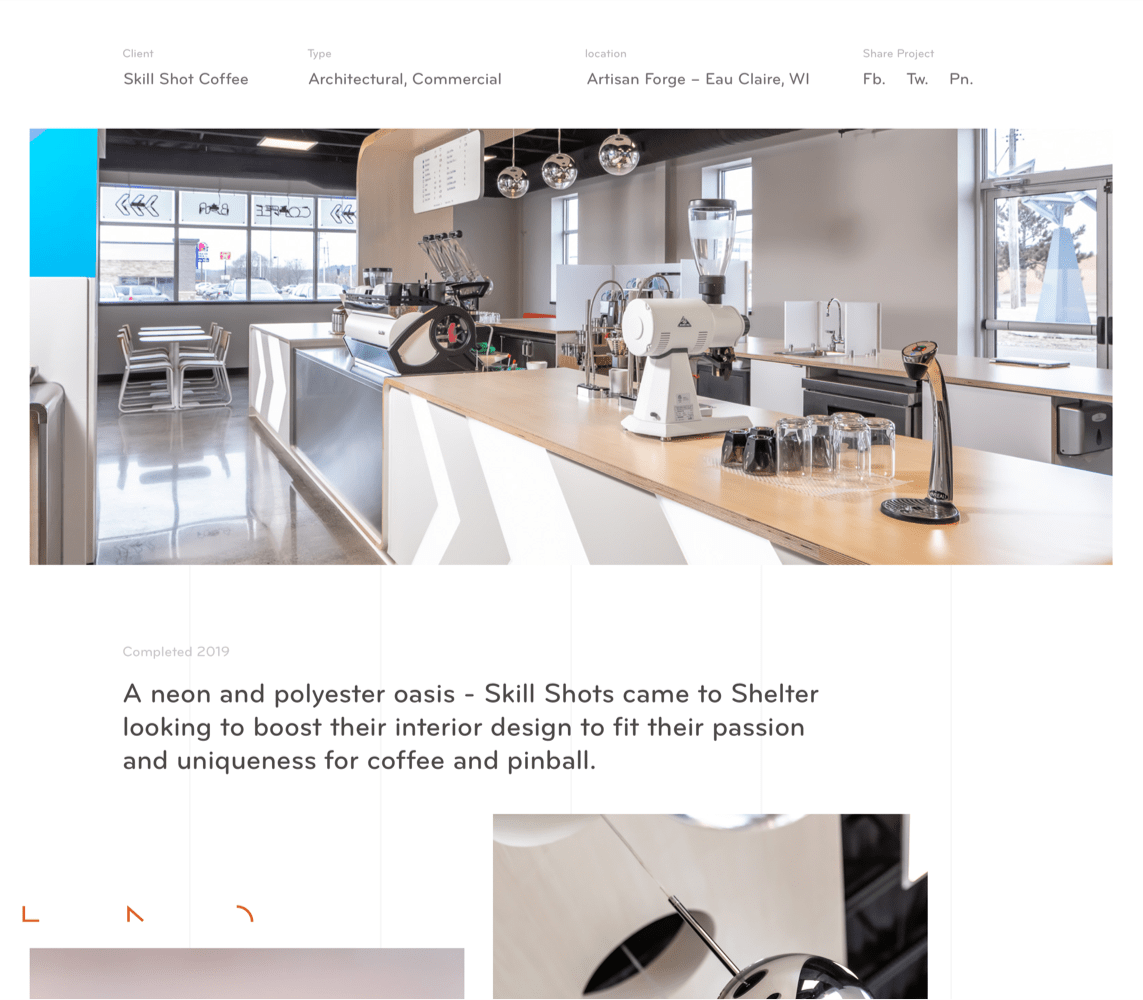 Client
Type
location
Share Project
Skill Shot Coffee
Architectural, Commercial
Artisan Forge – Eau Claire, WI
Fb.
Tw.
Pn.
BAR
COFFEE
Completed 2019
A neon and polyester oasis - Skill Shots came to Shelter
looking to boost their interior design to fit their passion
and uniqueness for coffee and pinball.